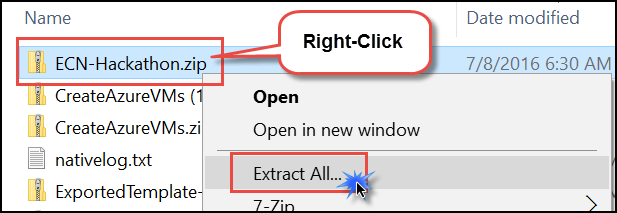 Name
Date modified
Right-Click
ECN-Hackathon.zip
7/8/2016 6:30 AM
CreateAzureVMs (1
Open
CreateAzureVMs.zi
Open in new window
nativelog.txt
Extract All...
ExportedTemplate-
7-Zip